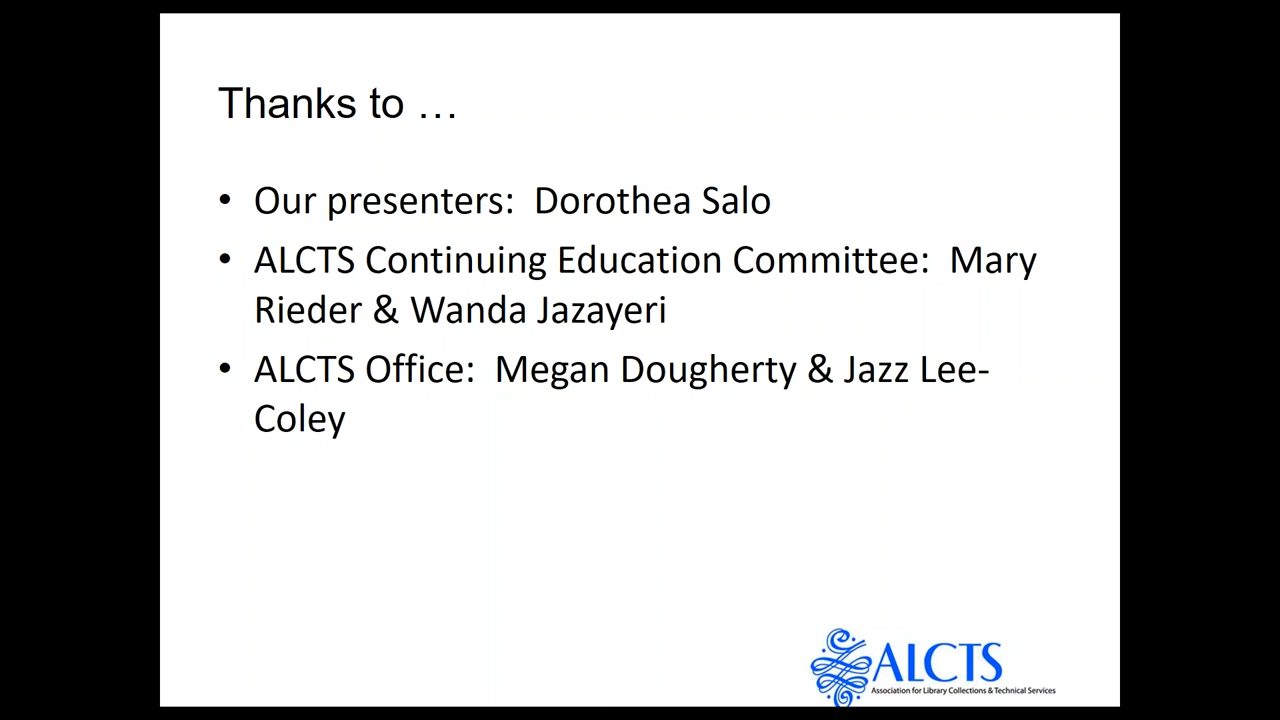 Thanks to …
• Our presenters:  Dorothea Salo
• ALCTS Continuing Education Committee:  Mary
Rieder & Wanda Jazayeri
• ALCTS Office:  Megan Dougherty & Jazz Lee-
Coley
ALCTS
Association for Library Collections & Technical Services